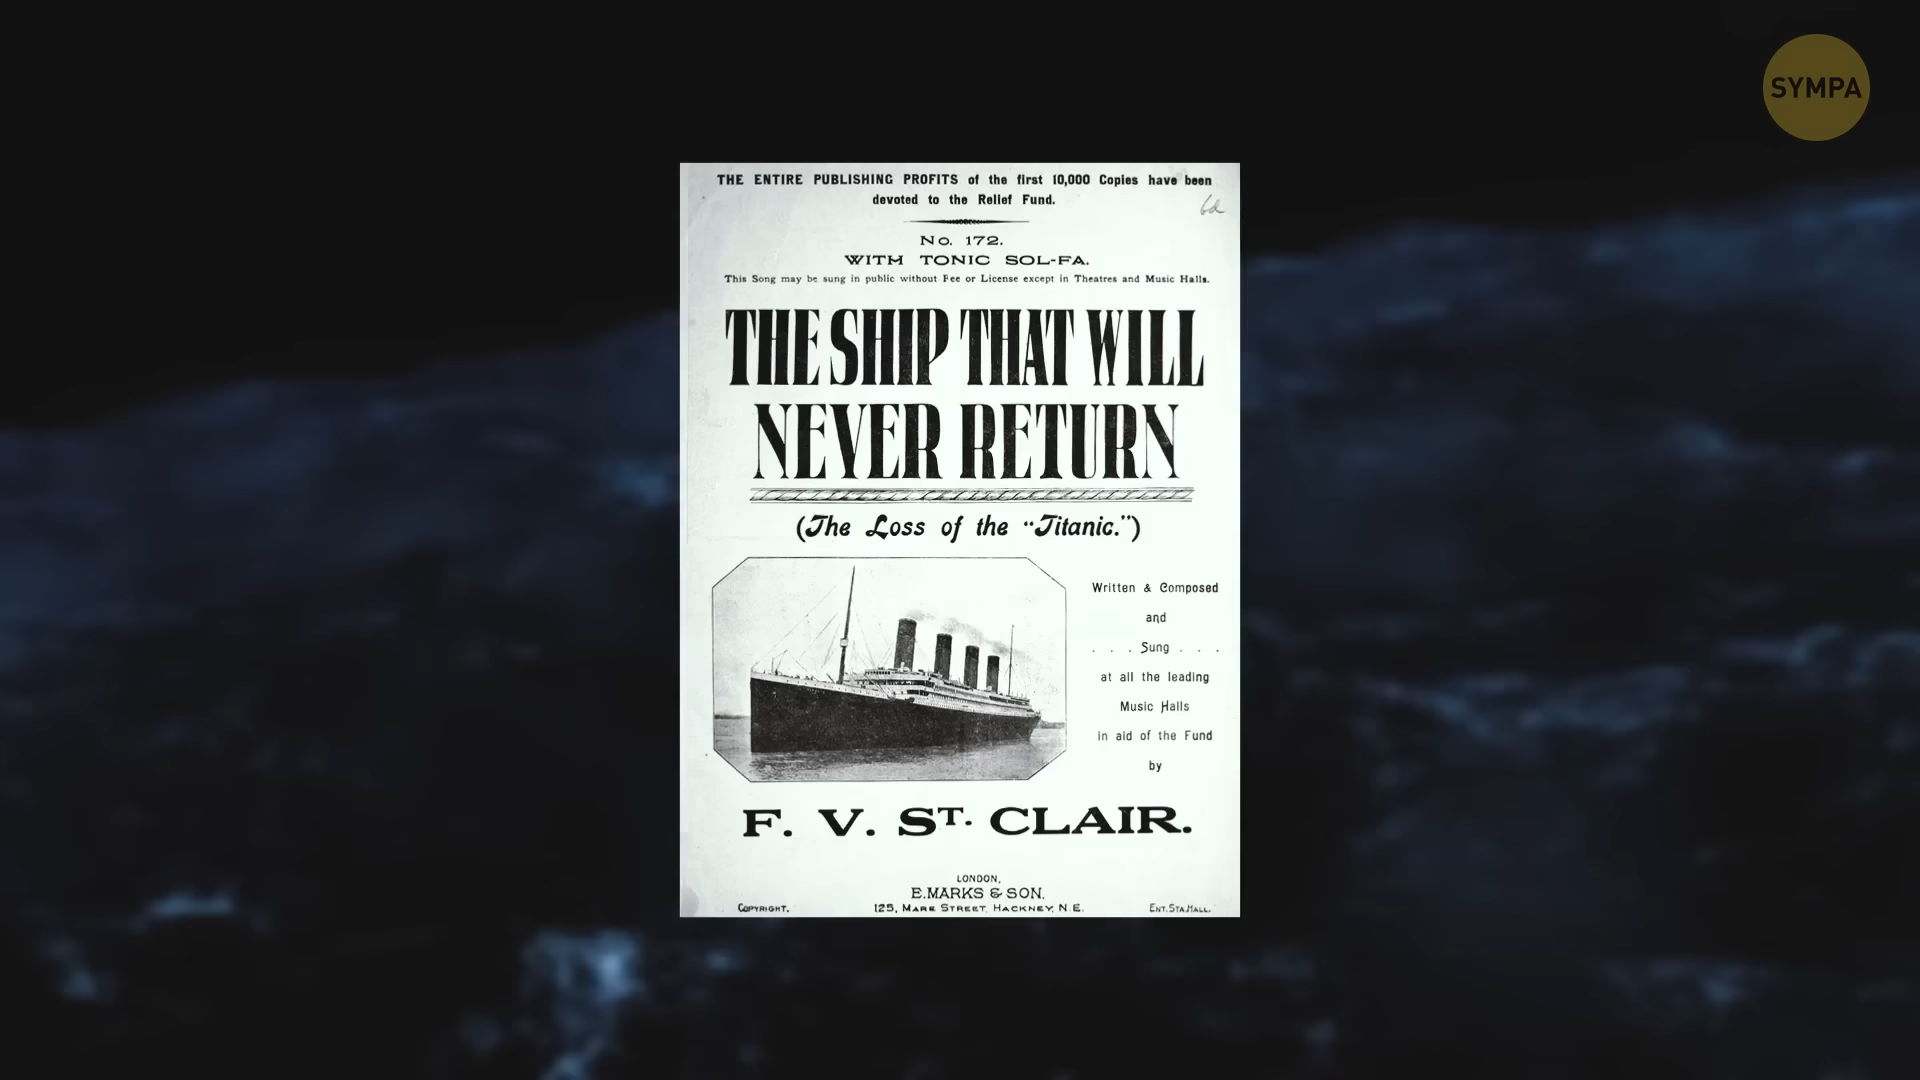 SYMPA
THE ENTIRE PUBLISHING PROFITS of the first 10,000 Copies have been
devoted to the Relief Fund.
6d
No. 172.
WITH TONIC SOL-FA.
This Song may be sung in public without Fee or License except in Theatres and Music Halls.
THE SHIP THAT WILL
NEVER RETURN
(The Loss of the “Titanic.”)
Written & Composed
and
. . . Sung . . .
at all the leading
Music Halls
in aid of the Fund
by
F. V. ST. CLAIR.
LONDON,
E. MARKS & SON,
COPYRIGHT. 125, MARE STREET, HACKNEY, N.E. ENT. STA. HALL.